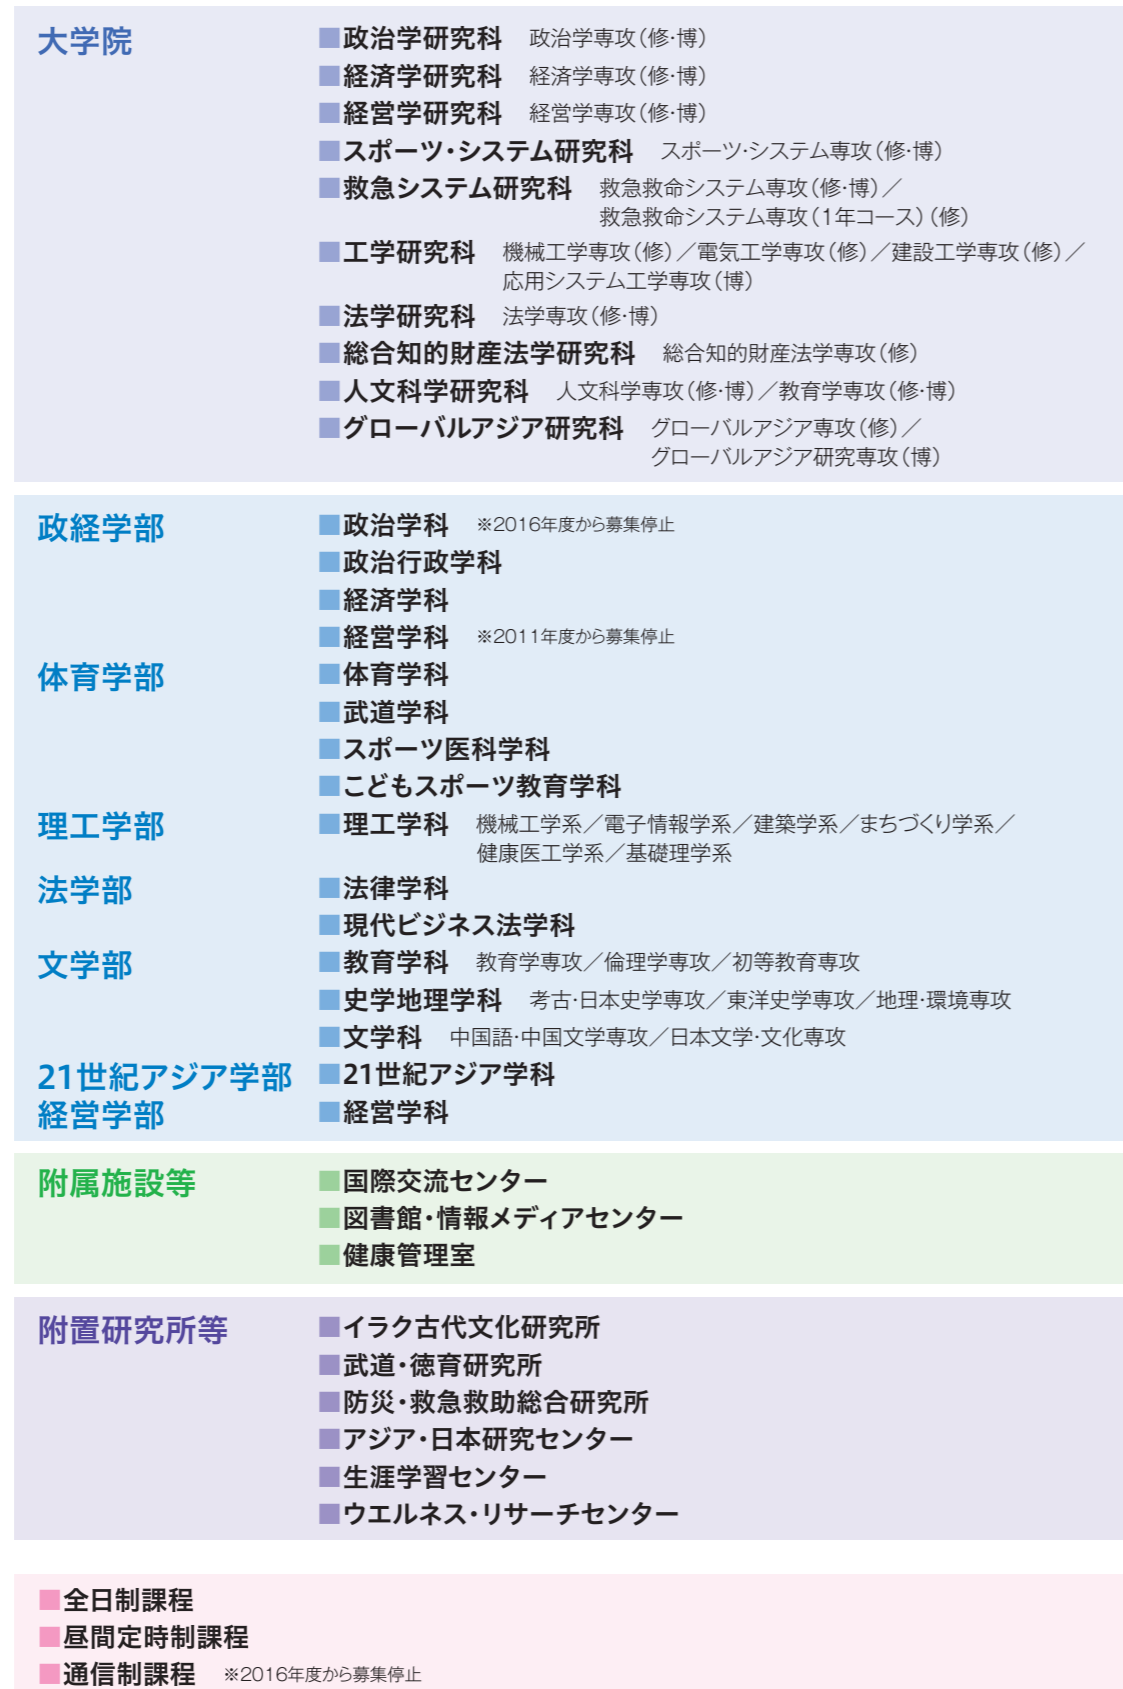 大学院
■政治学研究科 政治学専攻（修・博）
■経済学研究科 経済学専攻（修・博）
■経営学研究科 経営学専攻（修・博）
■スポーツ・システム研究科 スポーツ・システム専攻（修・博）
■救急システム研究科 救急救命システム専攻（修・博）／
救急救命システム専攻（1年コース）（修）
■工学研究科 機械工学専攻（修）／電気工学専攻（修）／建設工学専攻（修）／
応用システム工学専攻（博）
■法学研究科 法学専攻（修・博）
■総合知的財産法学研究科 総合知的財産法学専攻（修）
■人文科学研究科 人文科学専攻（修・博）／教育学専攻（修・博）
■グローバルアジア研究科 グローバルアジア専攻（修）／
グローバルアジア研究専攻（博）
政経学部
■政治学科 ※2016年度から募集停止
■政治行政学科
■経済学科
■経営学科 ※2011年度から募集停止
体育学部
■体育学科
■武道学科
■スポーツ医科学科
■こどもスポーツ教育学科
理工学部
■理工学科 機械工学系／電子情報学系／建築学系／まちづくり学系／
健康医工学系／基礎理学系
法学部
■法律学科
■現代ビジネス法学科
文学部
■教育学科 教育学専攻／倫理学専攻／初等教育専攻
■史学地理学科 考古・日本史学専攻／東洋史学専攻／地理・環境専攻
■文学科 中国語・中国文学専攻／日本文学・文化専攻
21世紀アジア学部
■21世紀アジア学科
経営学部
■経営学科
附属施設等
■国際交流センター
■図書館・情報メディアセンター
■健康管理室
附置研究所等
■イラク古代文化研究所
■武道・徳育研究所
■防災・救急救助総合研究所
■アジア・日本研究センター
■生涯学習センター
■ウエルネス・リサーチセンター
■全日制課程
■昼間定時制課程
■通信制課程 ※2016年度から募集停止